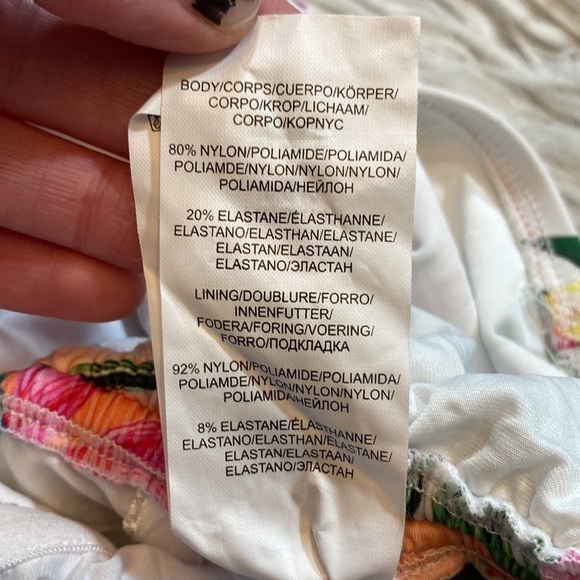 BODY/CORPS/CUERPO/KÖRPER/
CORPO/KROP/LICHAAM/
CORPO/КОРПУС
80% NYLON/POLIAMIDE/POLIAMIDA/
POLIAMDE/NYLON/NYLON/NYLON/
POLIAMIDA/НЕЙЛОН
20% ELASTANE/ÉLASTHANNE/
ELASTANO/ELASTHAN/ELASTANE/
ELASTAN/ELASTAAN/
ELASTANO/ЭЛАСТАН
LINING/DOUBLURE/FORRO/
INNENFUTTER/
FODERA/FORING/VOERING/
FORRO/ПОДКЛАДКА
92% NYLON/POLIAMIDE/POLIAMIDA/
POLIAMDE/NYLON/NYLON/NYLON/
POLIAMIDA/НЕЙЛОН
8% ELASTANE/ÉLASTHANNE/
ELASTANO/ELASTHAN/ELASTANE/
ELASTAN/ELASTAAN/
ELASTANO/ЭЛАСТАН